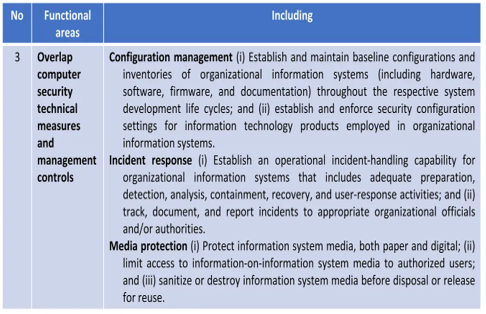 No Functional areas Including
3 Overlap computer security technical measures and management controls
Configuration management (i) Establish and maintain baseline configurations and
inventories of organizational information systems (including hardware,
software, firmware, and documentation) throughout the respective system
development life cycles; and (ii) establish and enforce security configuration
settings for information technology products employed in organizational
information systems.
Incident response (i) Establish an operational incident-handling capability for
organizational information systems that includes adequate preparation,
detection, analysis, containment, recovery, and user-response activities; and (ii)
track, document, and report incidents to appropriate organizational officials
and/or authorities.
Media protection (i) Protect information system media, both paper and digital; (ii)
limit access to information-on-information system media to authorized users;
and (iii) sanitize or destroy information system media before disposal or release
for reuse.